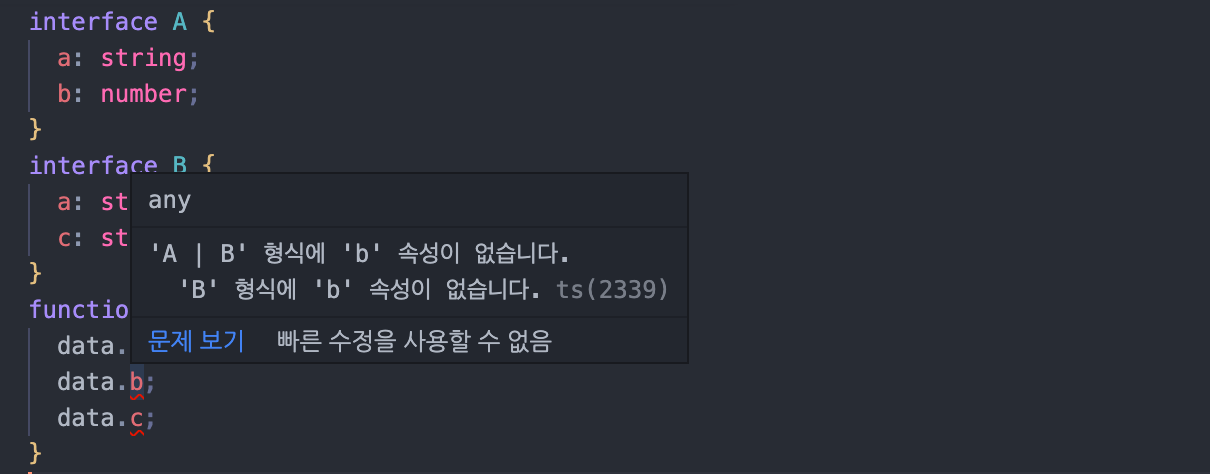 interface A {
a: string;
b: number;
}
interface B {
a: st
c: st
}
functio
any
'A | B' 형식에 'b' 속성이 없습니다.
'B' 형식에 'b' 속성이 없습니다. ts(2339)
문제 보기 빠른 수정을 사용할 수 없음
data.
data.b;
data.c;
}